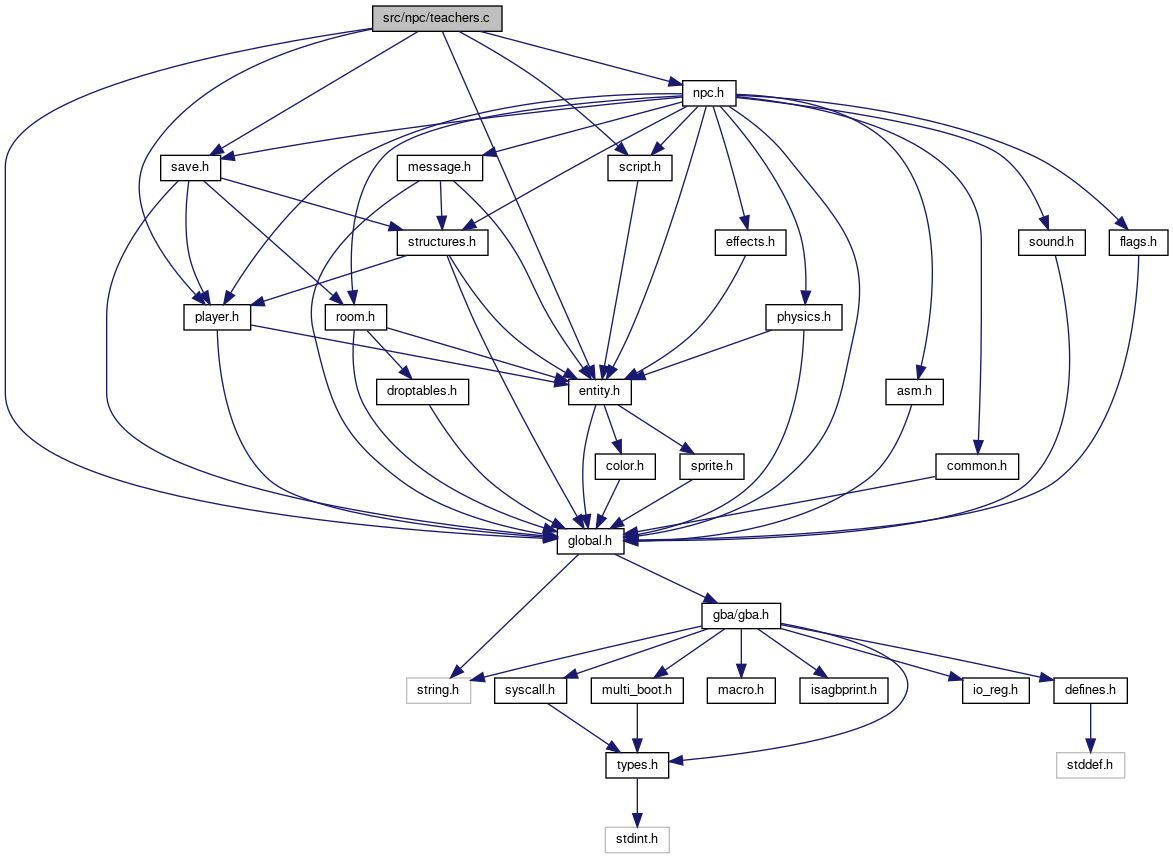 src/npc/teachers.c
npc.h
save.h
message.h
script.h
structures.h
effects.h
sound.h
flags.h
player.h
room.h
physics.h
droptables.h
entity.h
asm.h
color.h
sprite.h
common.h
global.h
gba/gba.h
string.h
syscall.h
multi_boot.h
macro.h
isagbprint.h
io_reg.h
defines.h
types.h
stddef.h
stdint.h